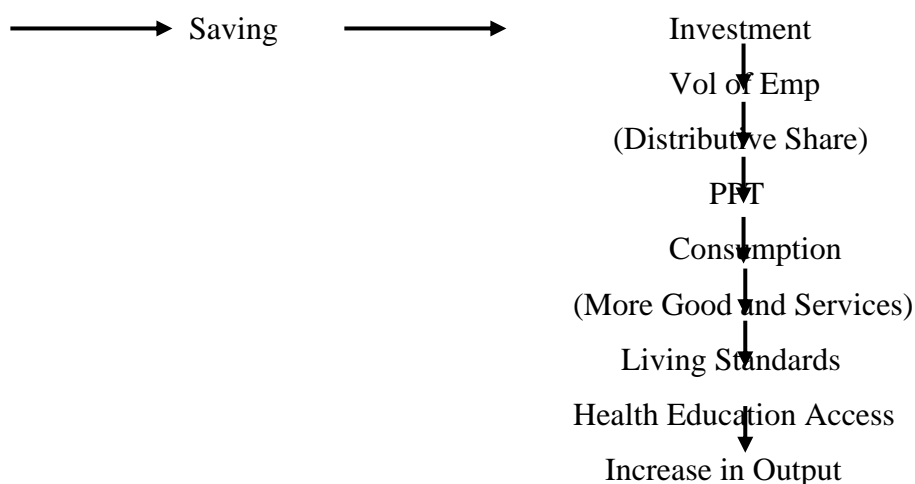 Saving Investment
Vol of Emp
(Distributive Share)
PPT
Consumption
(More Good and Services)
Living Standards
Health Education Access
Increase in Output